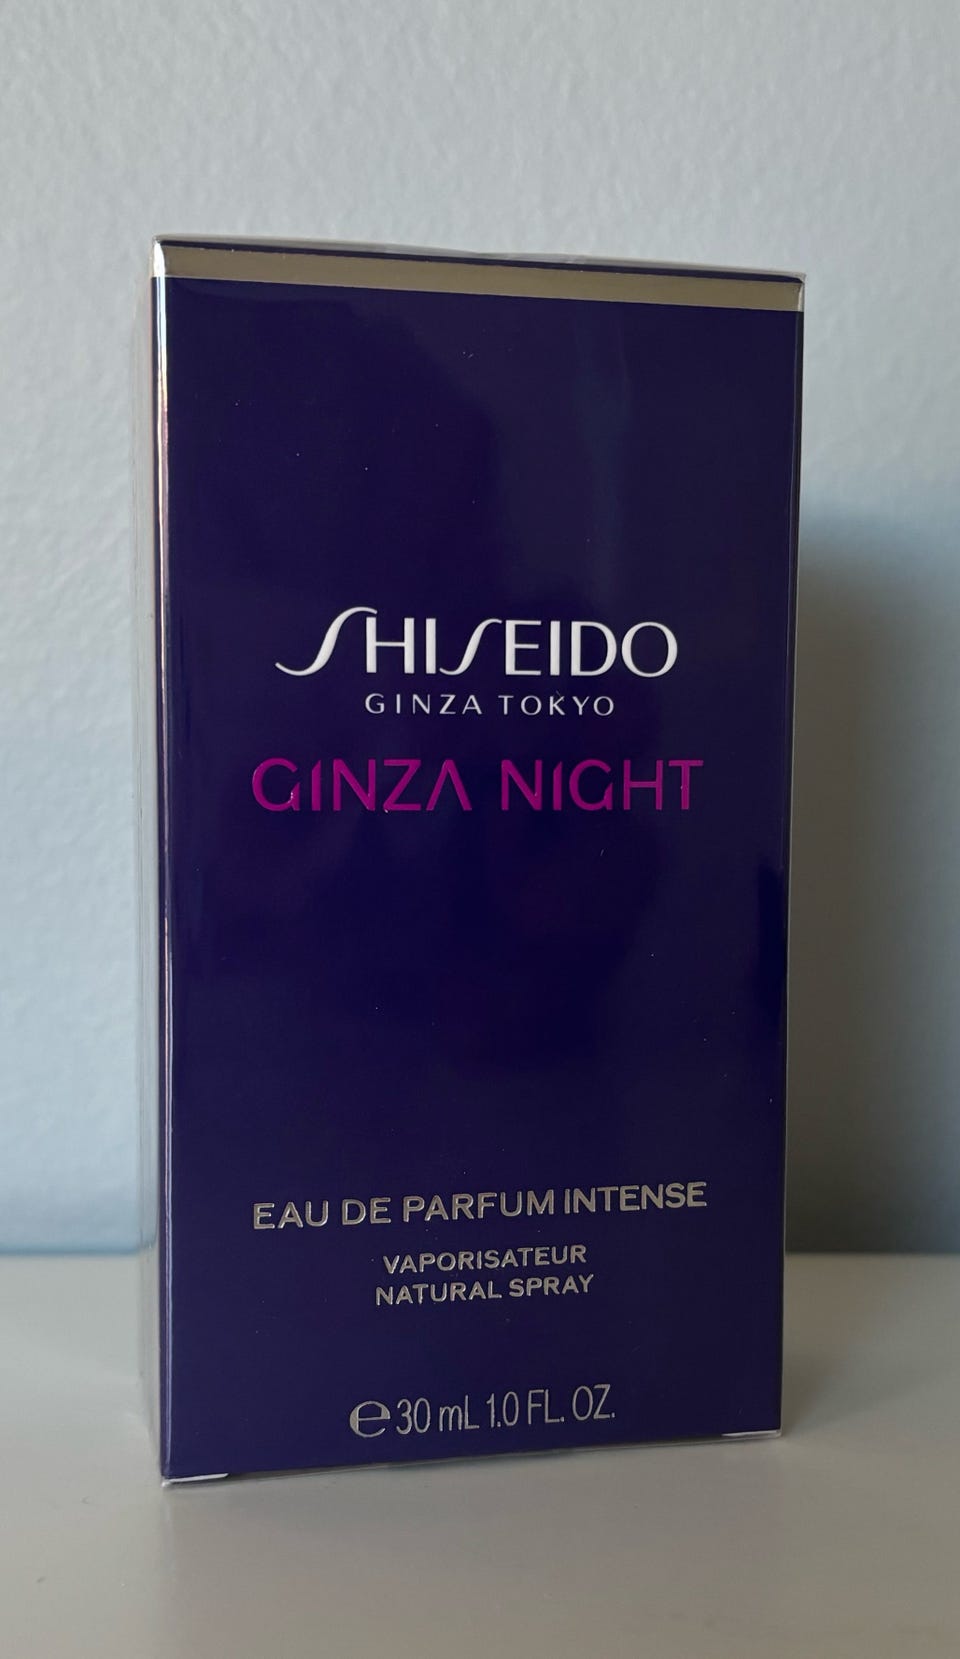 SHISEIDO
GINZA TOKYO
GINZA NIGHT
EAU DE PARFUM INTENSE
VAPORISATEUR
NATURAL SPRAY
℮ 30 mL 1.0 FL. OZ.